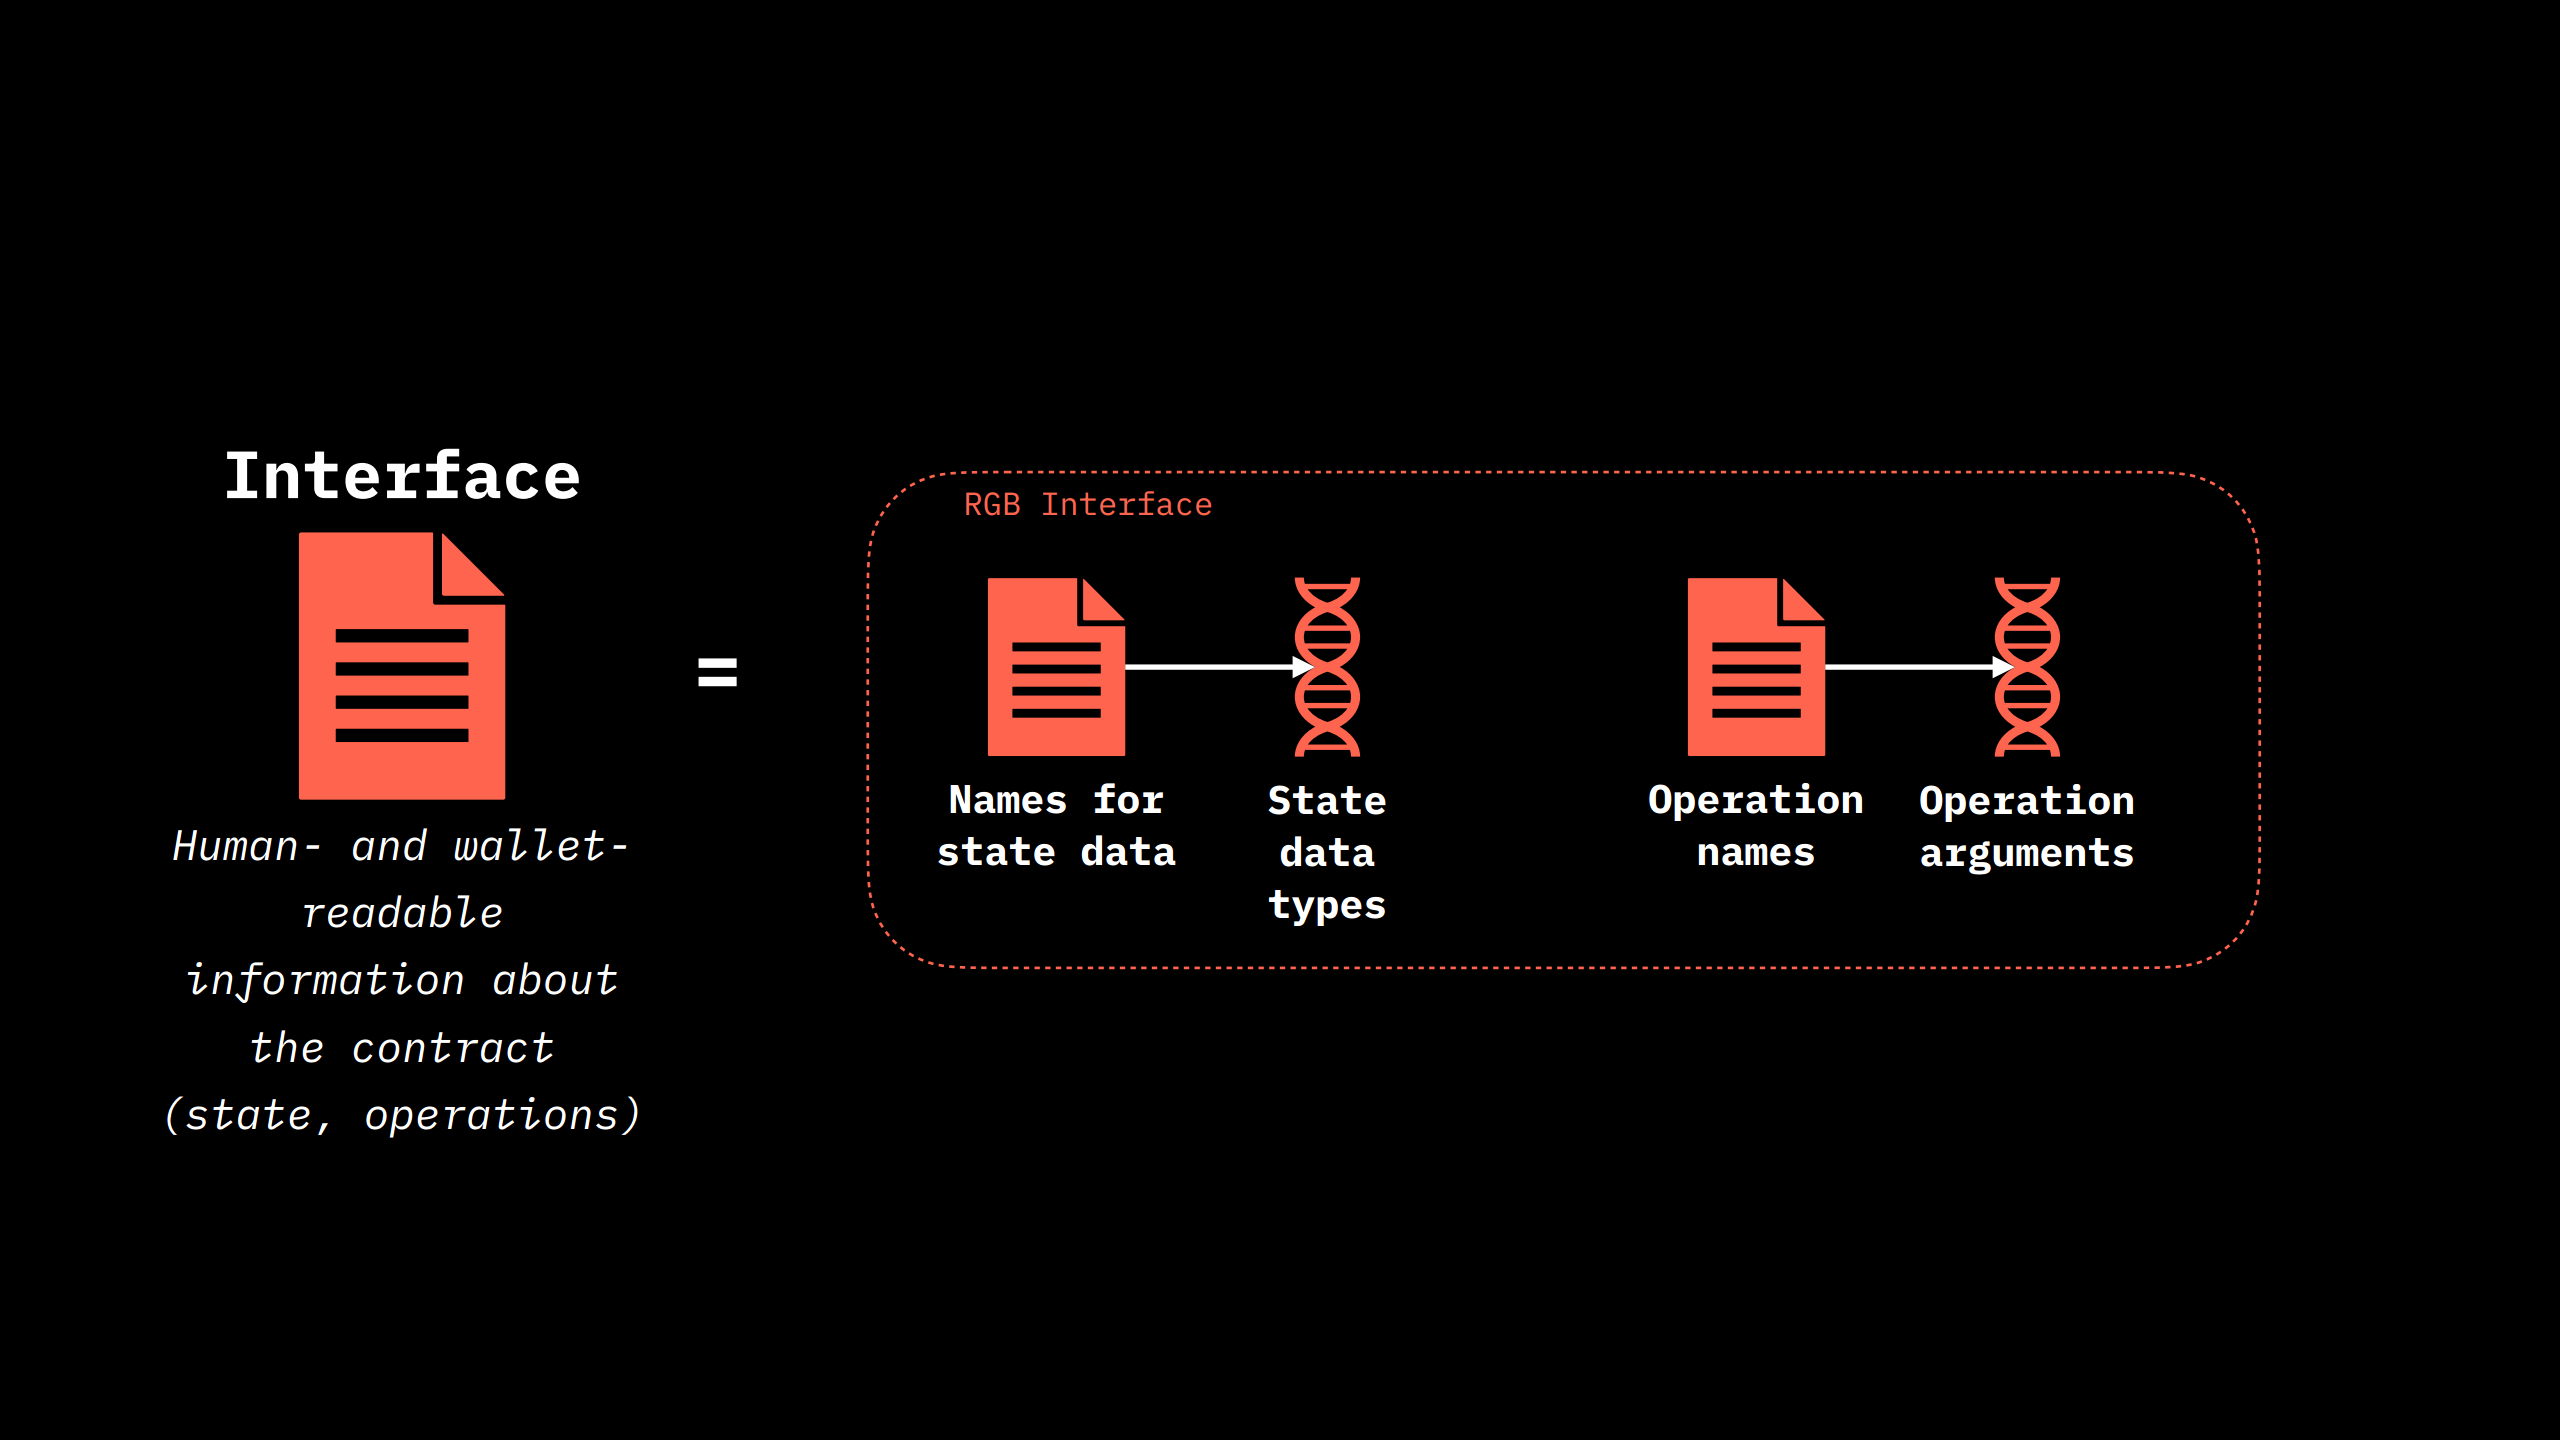 Interface
Human- and wallet-
readable
information about
the contract
(state, operations)
=
RGB Interface
Names for
state data
State
data
types
Operation
names
Operation
arguments